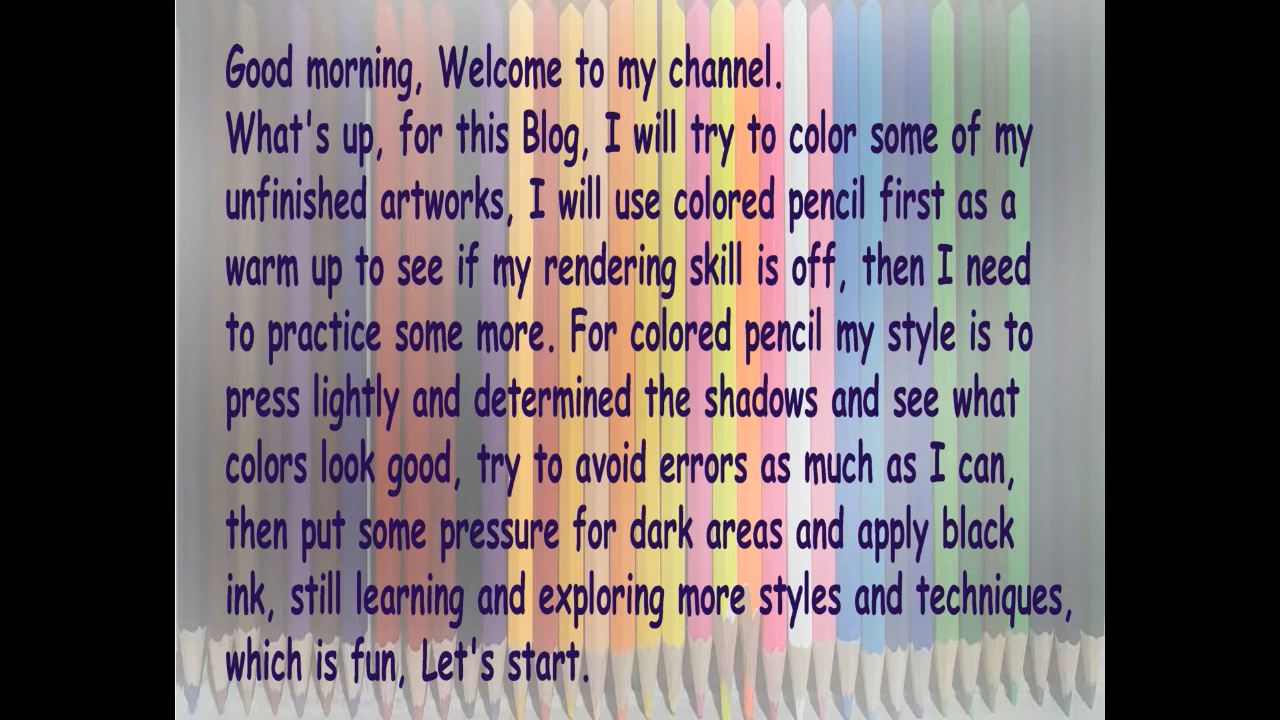 Good morning, Welcome to my channel.
What's up, for this Blog, I will try to color some of my
unfinished artworks, I will use colored pencil first as a
warm up to see if my rendering skill is off, then I need
to practice some more. For colored pencil my style is to
press lightly and determined the shadows and see what
colors look good, try to avoid errors as much as I can,
then put some pressure for dark areas and apply black
ink, still learning and exploring more styles and techniques,
which is fun, Let's start.